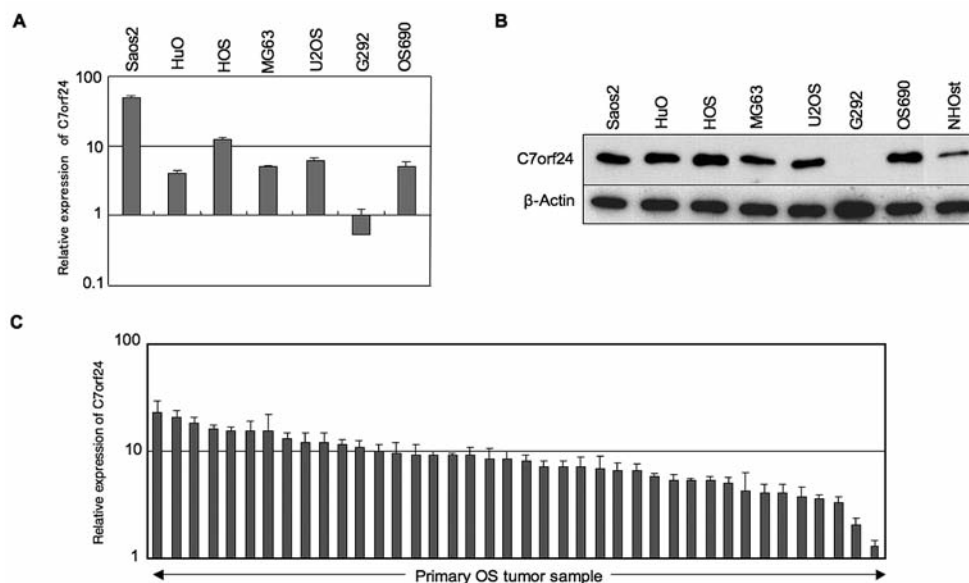 A
Saos2
HuO
HOS
MG63
U2OS
G292
OS690
Relative expression of C7orf24
100
10
1
0.1
B
Saos2
HuO
HOS
MG63
U2OS
G292
OS690
NHOst
C7orf24
β-Actin
C
Relative expression of C7orf24
100
10
1
Primary OS tumor sample